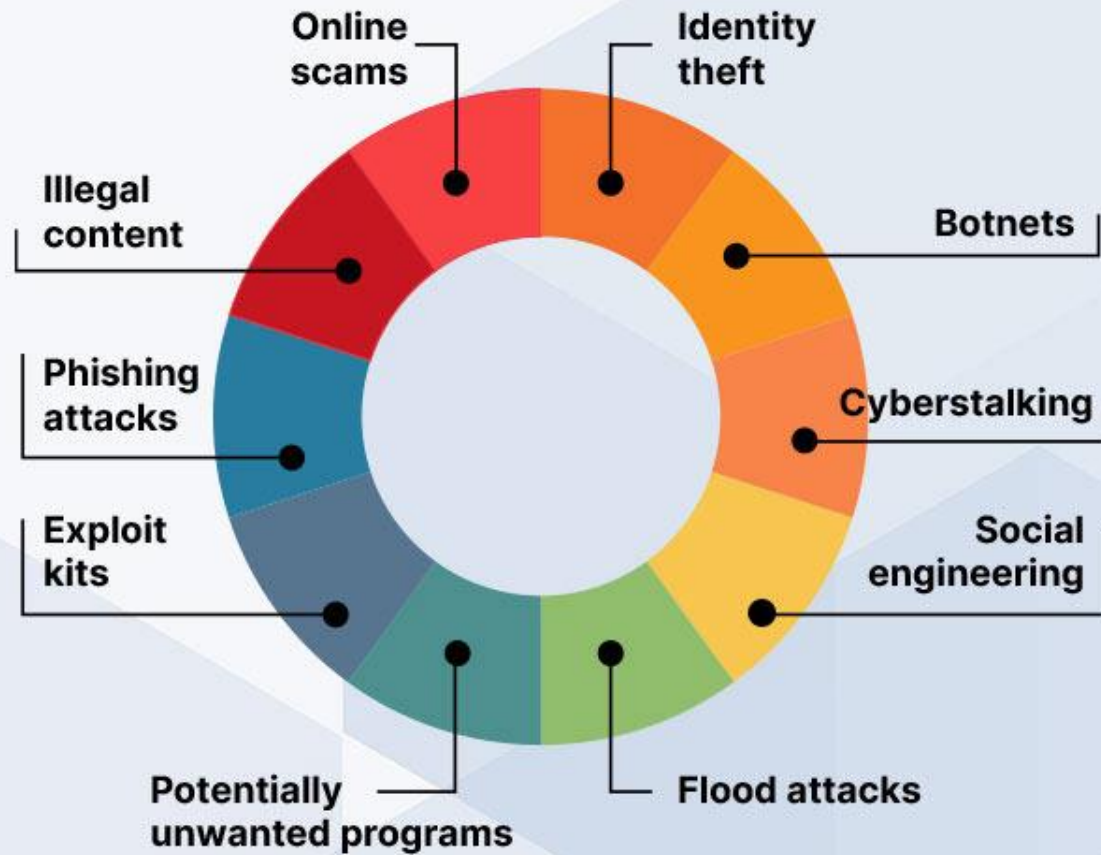 Online
scams
Identity
theft
Illegal
content
Botnets
Phishing
attacks
Cyberstalking
Exploit
kits
Social
engineering
Potentially
unwanted programs
Flood attacks